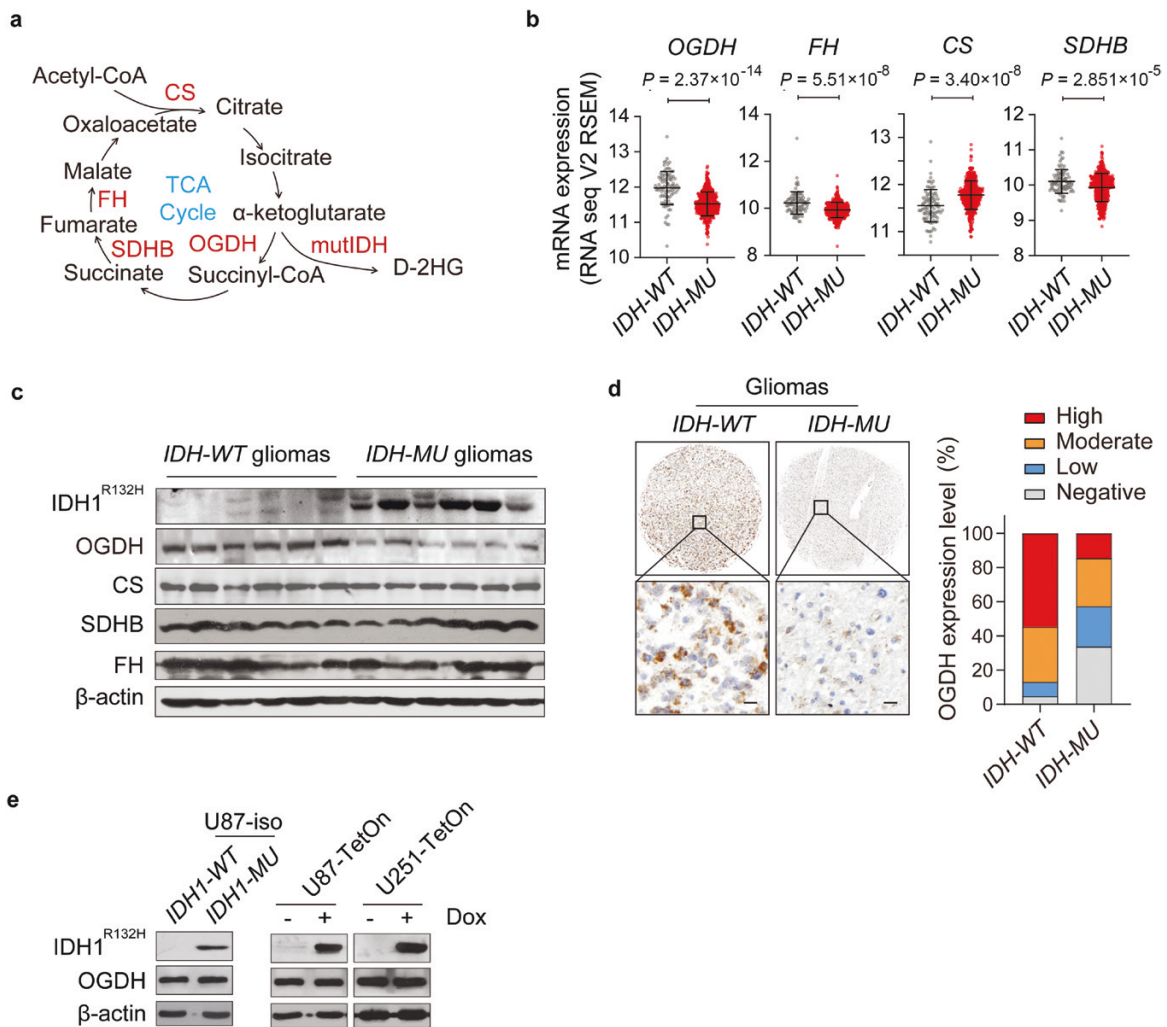 a
Acetyl-CoA
CS
Citrate
Oxaloacetate
Isocitrate
Malate
TCA
Cycle
FH
α-ketoglutarate
Fumarate
SDHB
OGDH
mutIDH
Succinate
Succinyl-CoA
D-2HG
b
OGDH
FH
CS
SDHB
P = 2.37×10-14
P = 5.51×10-8
P = 3.40×10-8
P = 2.851×10-5
mRNA expression
(RNA seq V2 RSEM)
14
13
12
11
10
14
12
10
8
13
12
11
12
11
10
9
8
IDH-WT
IDH-MU
IDH-WT
IDH-MU
IDH-WT
IDH-MU
IDH-WT
IDH-MU
c
IDH-WT gliomas
IDH-MU gliomas
IDH1R132H
OGDH
CS
SDHB
FH
β-actin
d
Gliomas
IDH-WT
IDH-MU
High
Moderate
Low
Negative
OGDH expression level (%)
100
80
60
40
20
0
IDH-WT
IDH-MU
e
U87-iso
IDH1-WT
IDH1-MU
U87-TetOn
U251-TetOn
- + - + Dox
IDH1R132H
OGDH
β-actin